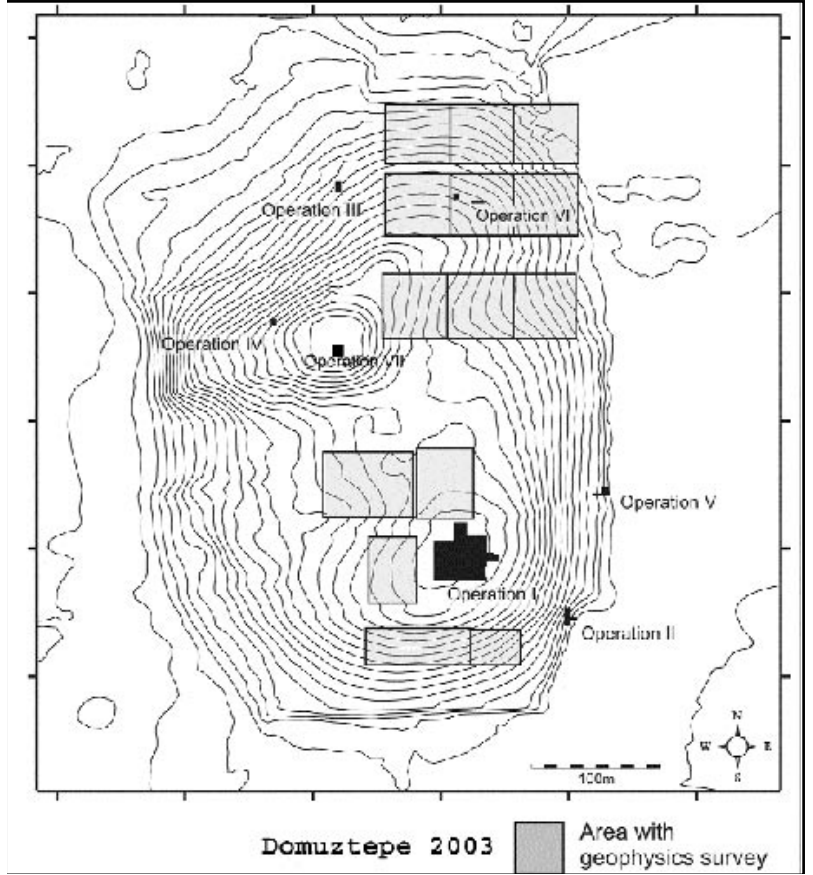 Operation III
Operation VI
Operation IV
Operation VII
Operation V
Operation I
Operation II
N
W E
S
100m
Domuztepe 2003
Area with
geophysics survey